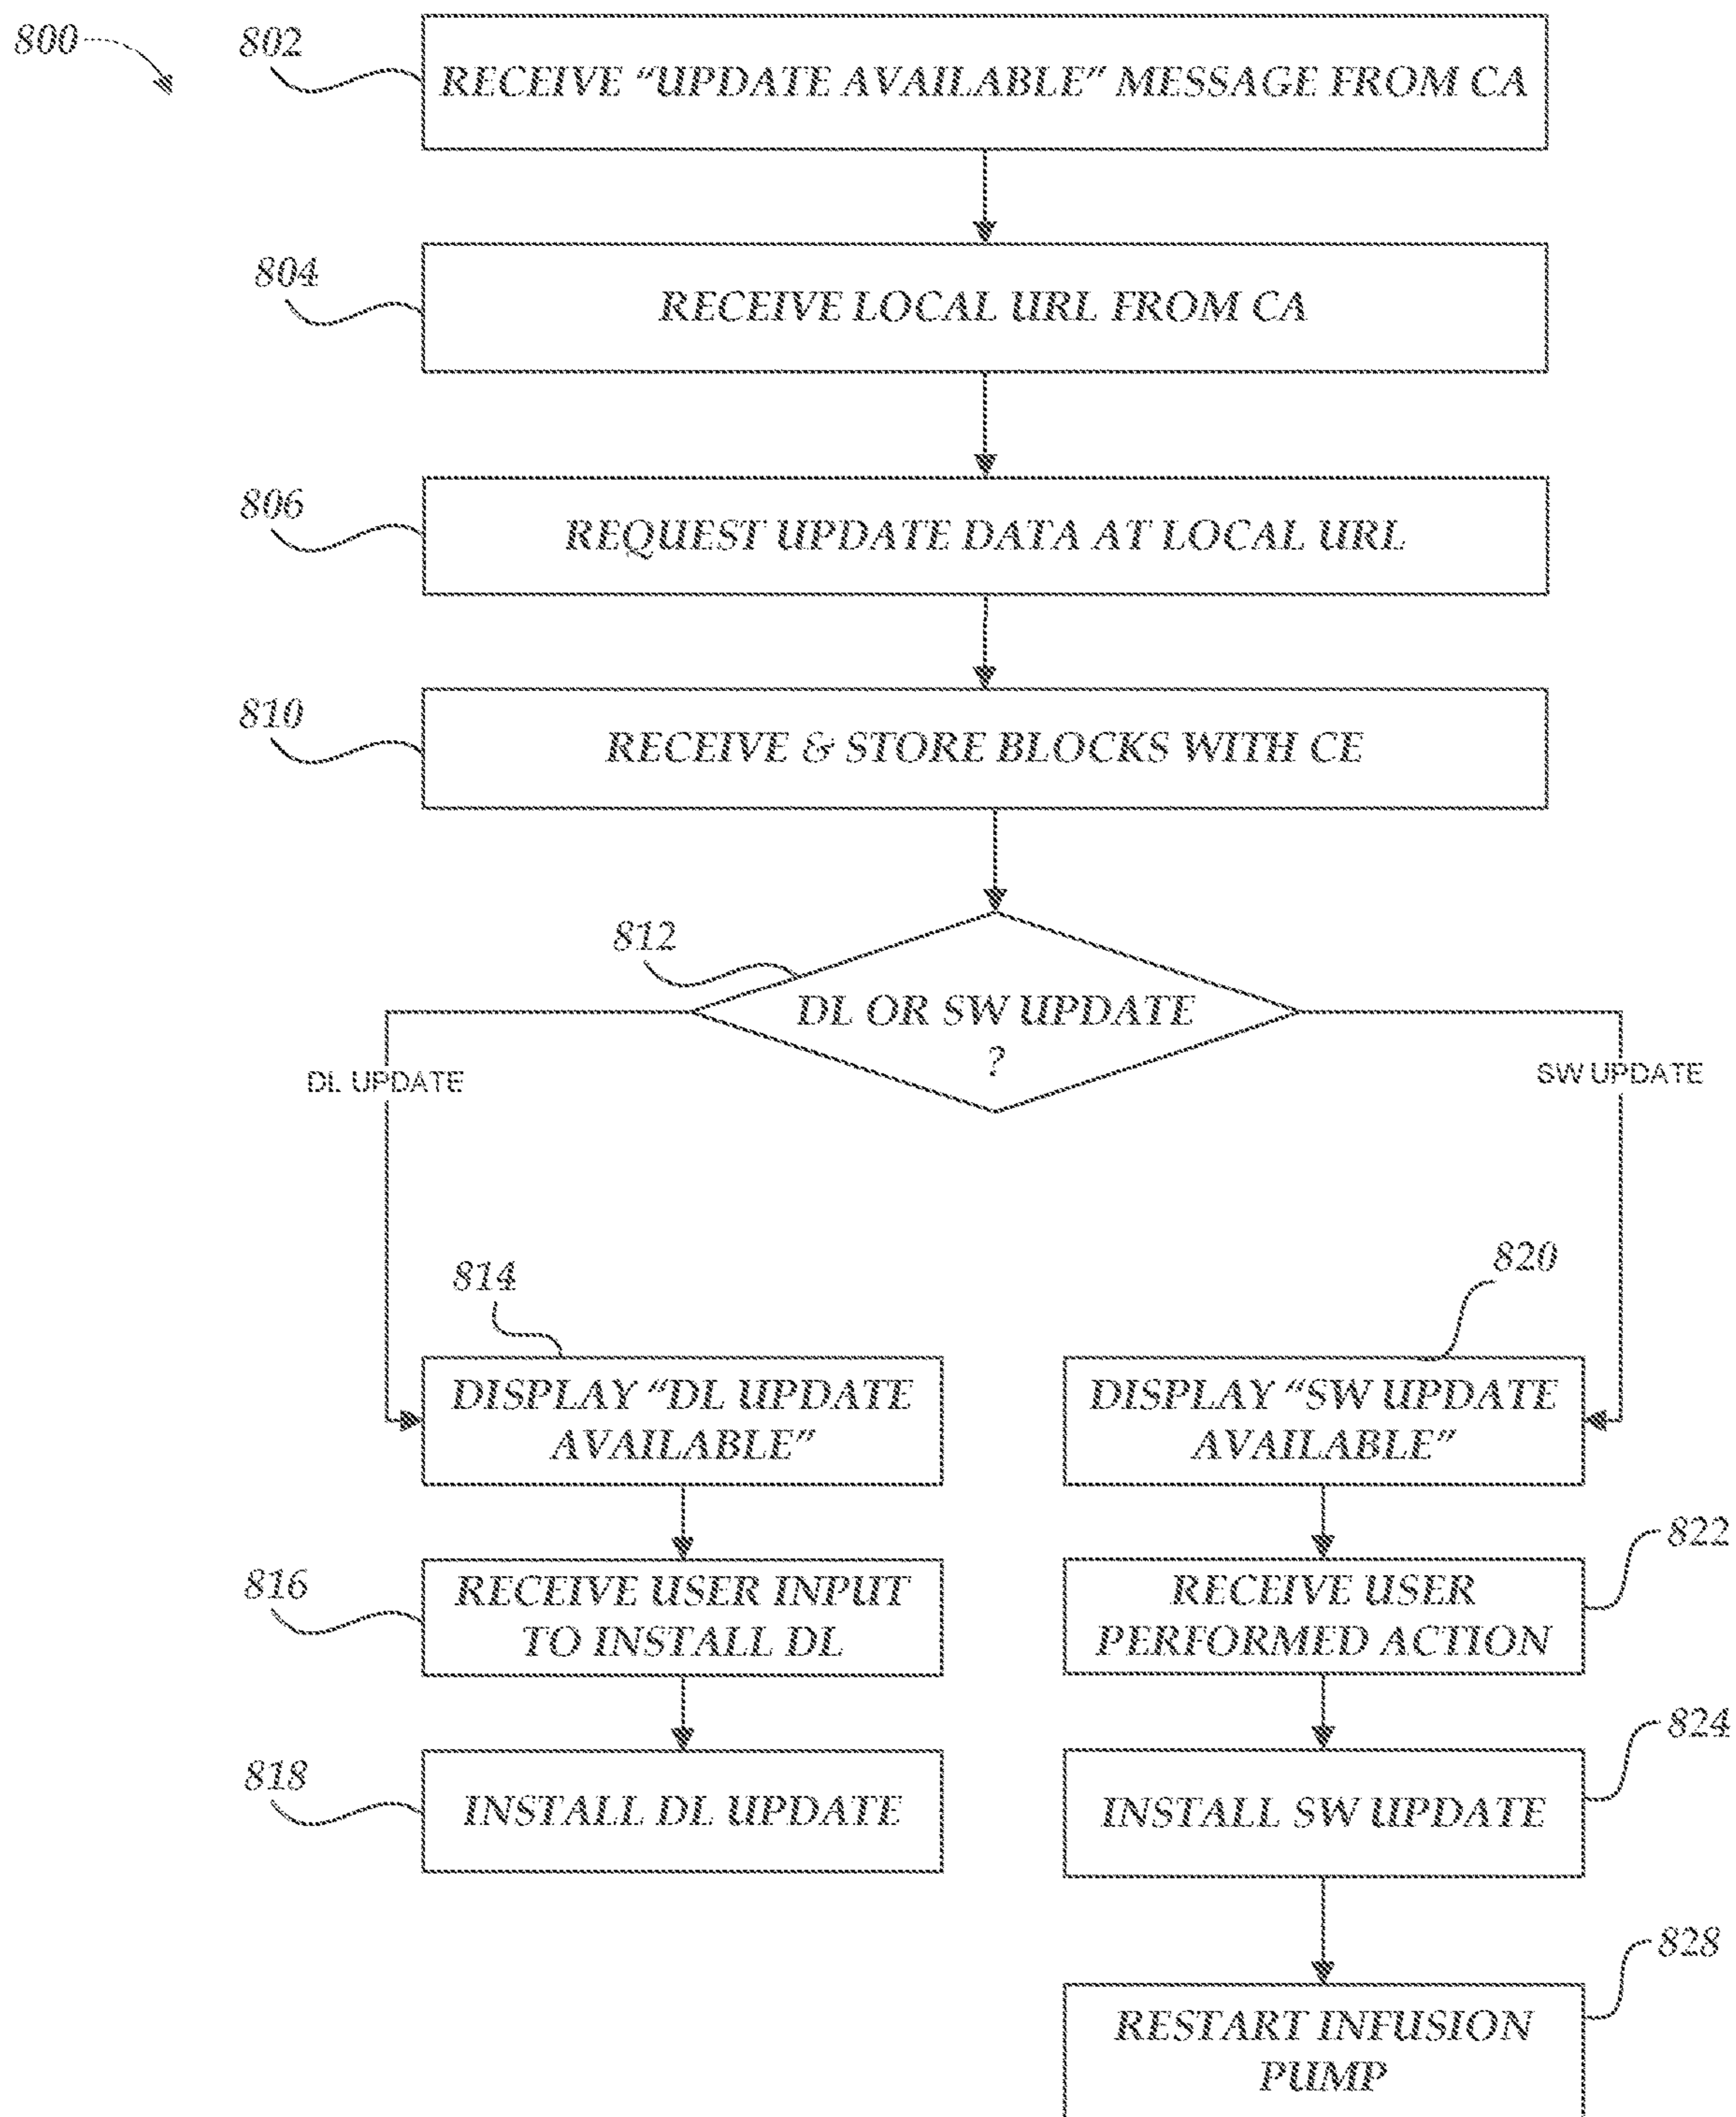 800
802
RECEIVE “UPDATE AVAILABLE” MESSAGE FROM CA
804
RECEIVE LOCAL URL FROM CA
806
REQUEST UPDATE DATA AT LOCAL URL
810
RECEIVE & STORE BLOCKS WITH CE
812
DL OR SW UPDATE
?
DL UPDATE
SW UPDATE
814
DISPLAY “DL UPDATE
AVAILABLE”
820
DISPLAY “SW UPDATE
AVAILABLE”
816
RECEIVE USER INPUT
TO INSTALL DL
822
RECEIVE USER
PERFORMED ACTION
818
INSTALL DL UPDATE
824
INSTALL SW UPDATE
828
RESTART INFUSION
PUMP